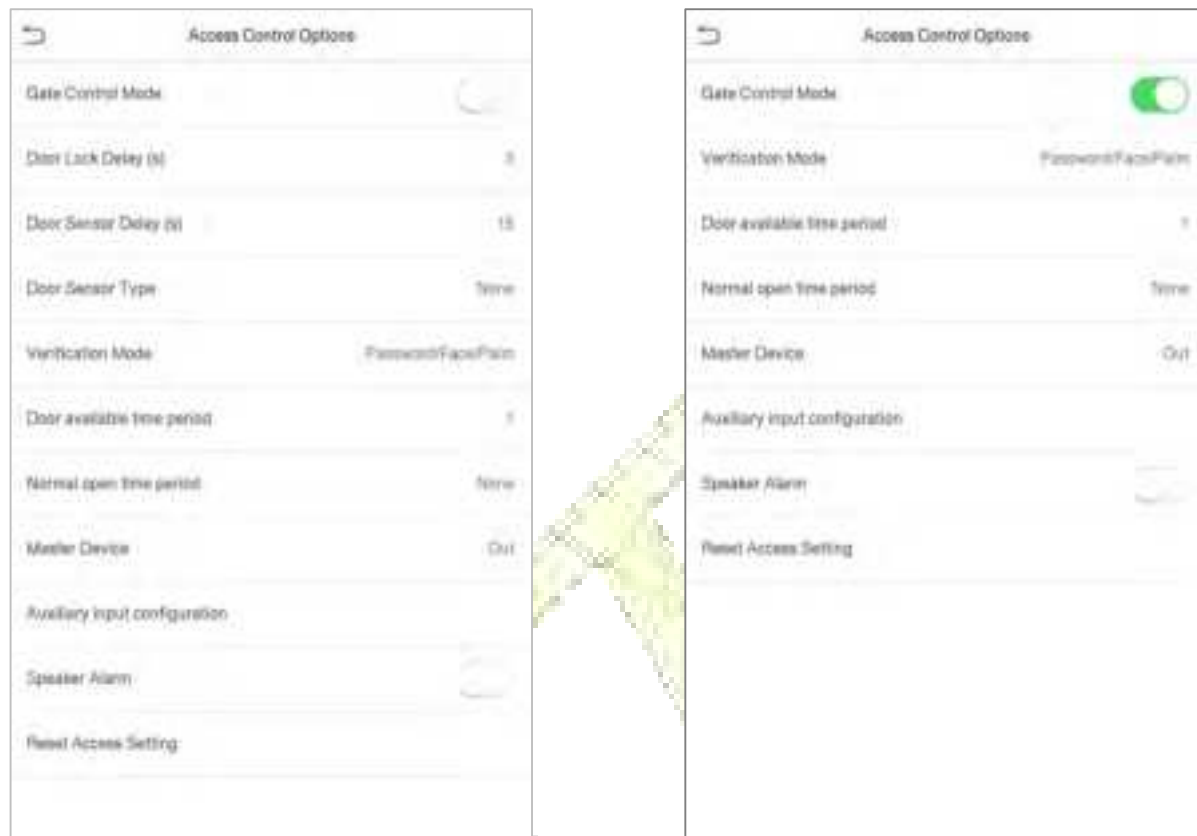 Access Control Options
Gate Control Mode
Door Lock Delay (s)
Door Sensor Delay (s) 15
Door Sensor Type None
Verification Mode Password/Face/Palm
Door available time period 1
Normal open time period None
Master Device Out
Auxiliary input configuration
Speaker Alarm
Reset Access Setting
Access Control Options
Gate Control Mode
Verification Mode Password/Face/Palm
Door available time period 1
Normal open time period None
Master Device Out
Auxiliary input configuration
Speaker Alarm
Reset Access Setting